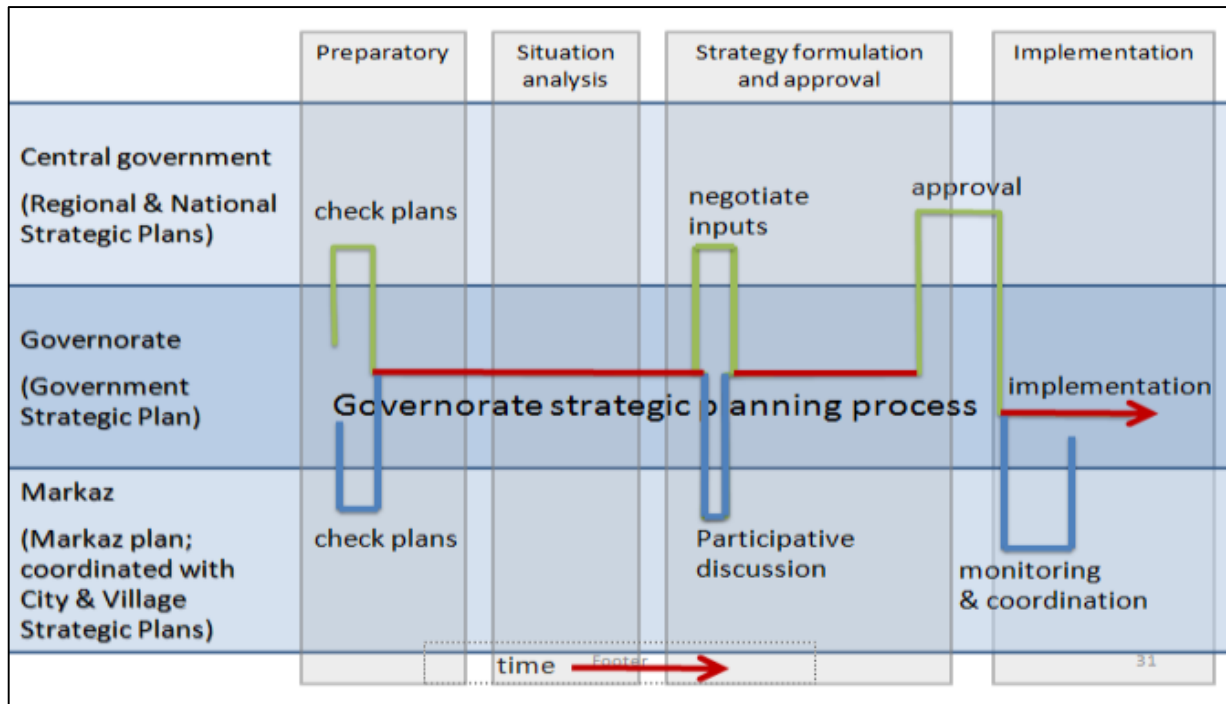 Preparatory
Situation
analysis
Strategy formulation
and approval
Implementation
Central government
(Regional & National
Strategic Plans)
check plans
negotiate
inputs
approval
Governorate
(Government
Strategic Plan)
Governorate strategic planning process
implementation
Markaz
(Markaz plan;
coordinated with
City & Village
Strategic Plans)
check plans
Participative
discussion
monitoring
& coordination
time
Footer
31